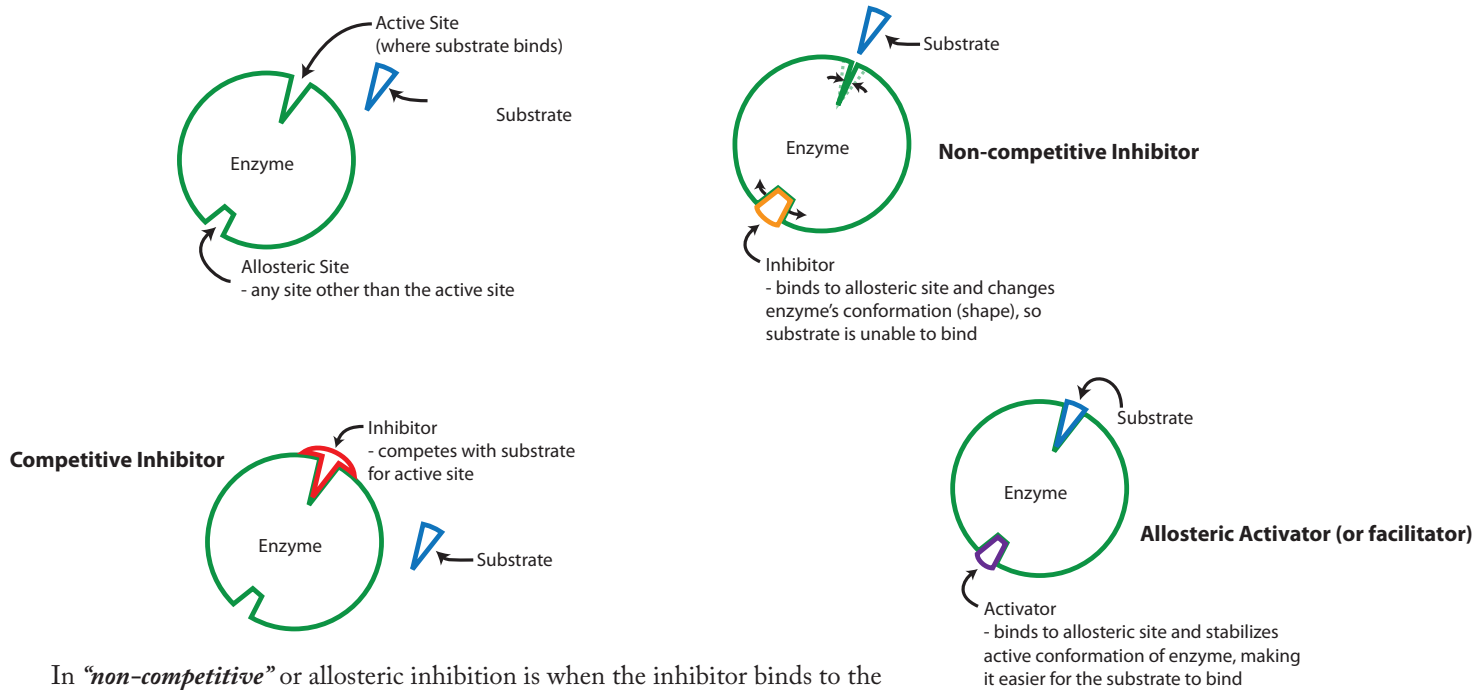 Active Site
(where substrate binds)
Substrate
Enzyme
Allosteric Site
- any site other than the active site
Substrate
Enzyme
Non-competitive Inhibitor
Inhibitor
- binds to allosteric site and changes
enzyme's conformation (shape), so
substrate is unable to bind
Competitive Inhibitor
Inhibitor
- competes with substrate
for active site
Enzyme
Substrate
Substrate
Enzyme
Allosteric Activator (or facilitator)
Activator
- binds to allosteric site and stabilizes
active conformation of enzyme, making
it easier for the substrate to bind
In “non-competitive” or allosteric inhibition is when the inhibitor binds to the